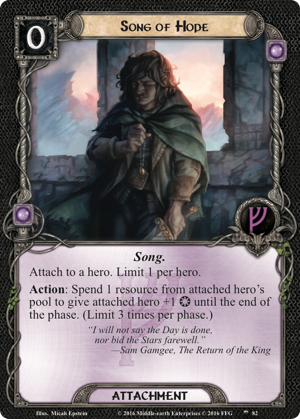 Song of Hope
0
Song.
Attach to a hero. Limit 1 per hero.
Action: Spend 1 resource from attached hero's
pool to give attached hero +1 until the end
of the phase. (Limit 3 times per phase.)
"I will not say the Day is done,
nor bid the Stars farewell."
—Sam Gamgee, The Return of the King
ATTACHMENT
Illus. Micah Epstein
© 2016 Middle-earth Enterprises © 2016 FFG
82